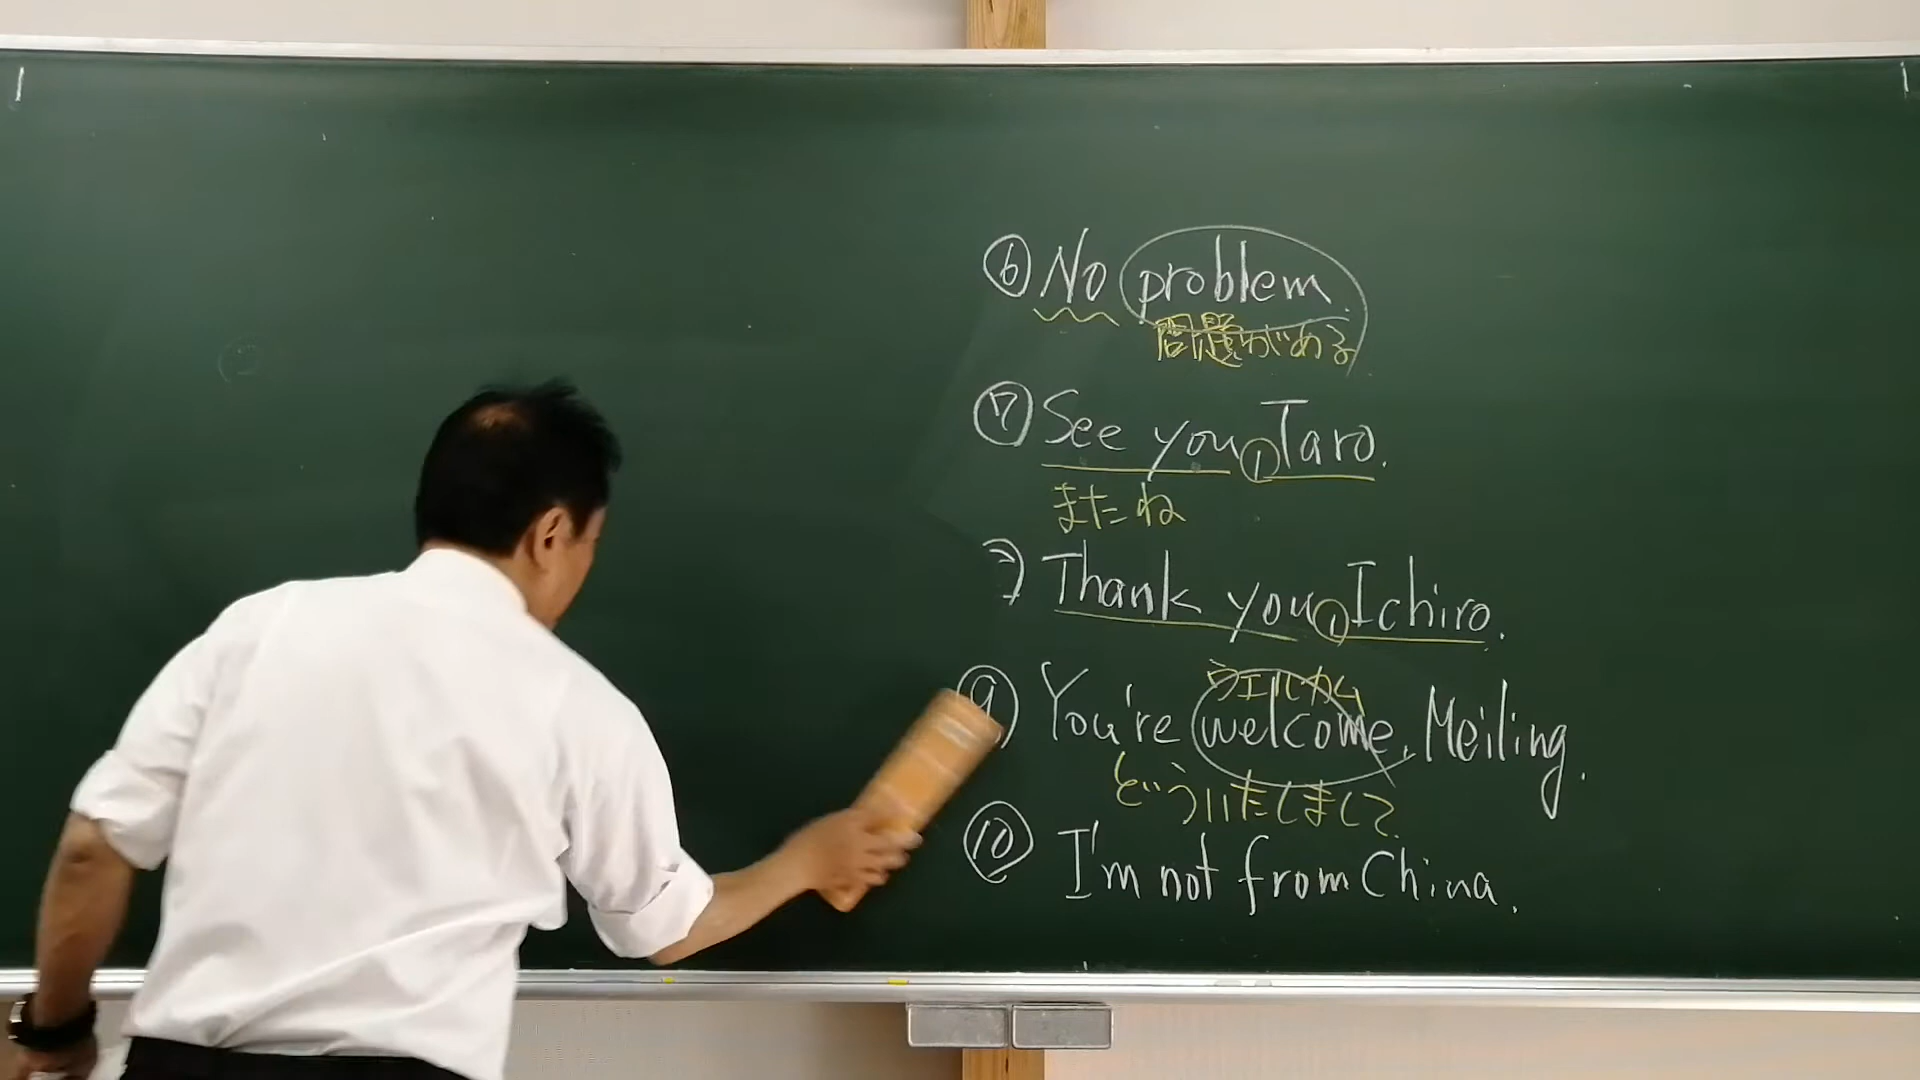 ⑥ No problem.
問題がある
⑦ See you, Taro.
またね
Thank you, Ichiro.
ウエルカム
⑨ You're welcome, Meiling.
どういたしまして
⑩ I'm not from China.